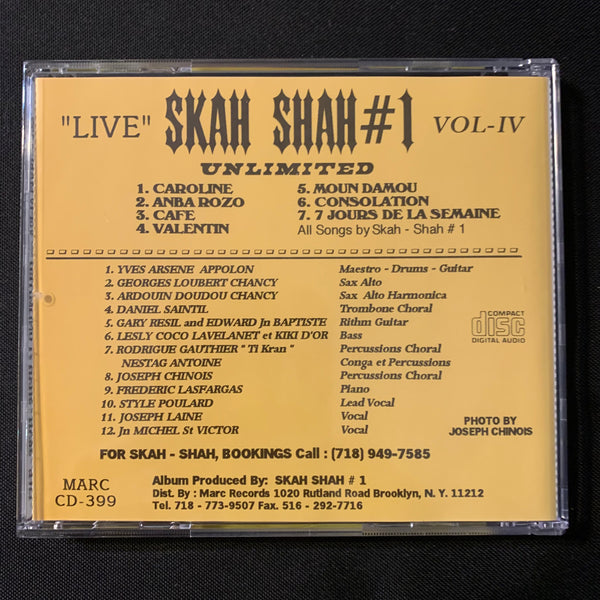 "LIVE" SKAH SHAH #1 VOL-IV
UNLIMITED
1. CAROLINE
2. ANBA ROZO
3. CAFE
4. VALENTIN
5. MOUN DAMOU
6. CONSOLATION
7. 7 JOURS DE LA SEMAINE
All Songs by Skah - Shah # 1
1. YVES ARSENE APPOLON Maestro - Drums - Guitar
2. GEORGES LOUBERT CHANCY Sax Alto
3. ARDOUIN DOUDOU CHANCY Sax Alto Harmonica
4. DANIEL SAINTIL Trombone Choral
5. GARY RESIL and EDWARD Jn BAPTISTE Rithm Guitar
6. LESLY COCO LAVELANET et KIKI D'OR Bass
7. RODRIGUE GAUTHIER " Ti Kran " Percussions Choral
NESTAG ANTOINE Conga et Percussions
8. JOSEPH CHINOIS Percussions Choral
9. FREDERIC LASFARGAS Piano
10. STYLE POULARD Lead Vocal
11. JOSEPH LAINE Vocal
12. Jn MICHEL St VICTOR Vocal
COMPACT
disc
DIGITAL AUDIO
PHOTO BY
JOSEPH CHINOIS
FOR SKAH - SHAH, BOOKINGS Call : (718) 949-7585
MARC
CD-399
Album Produced By: SKAH SHAH # 1
Dist. By : Marc Records 1020 Rutland Road Brooklyn, N. Y. 11212
Tel. 718 - 773-9507 Fax. 516 - 292-7716